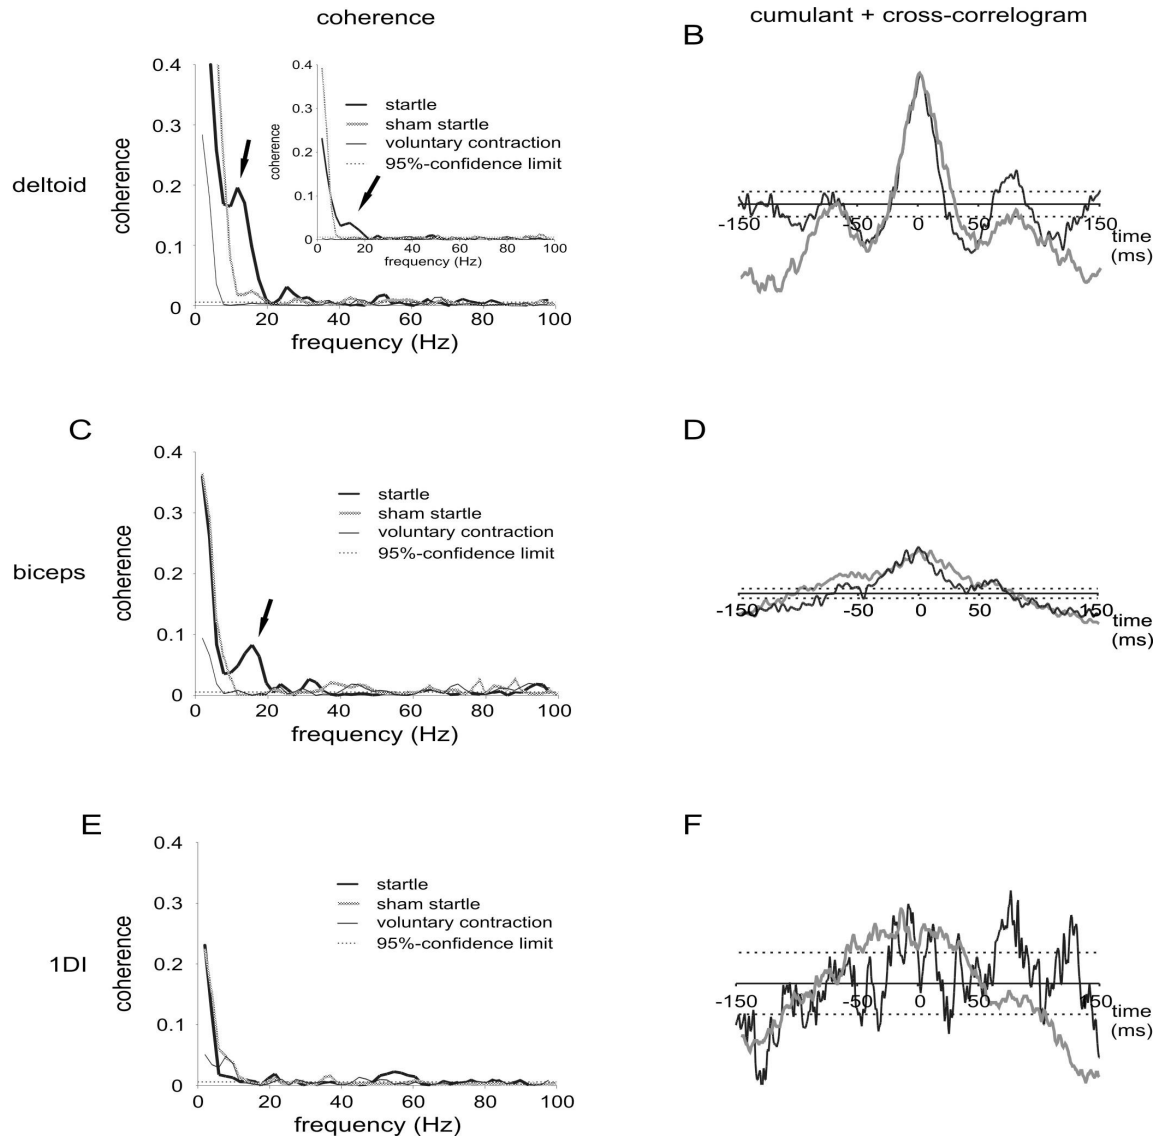 coherence
cumulant + cross-correlogram
B
deltoid
coherence
0.4
0.3
0.2
0.1
0
0 20 40 60 80 100
frequency (Hz)
coherence
0.4
0.3
0.2
0.1
0
0 20 40 60 80 100
frequency (Hz)
startle
sham startle
voluntary contraction
95%-confidence limit
-150 -50 0 50 150
time
(ms)
C
D
biceps
coherence
0.4
0.3
0.2
0.1
0
0 20 40 60 80 100
frequency (Hz)
startle
sham startle
voluntary contraction
95%-confidence limit
-150 -50 0 50 150
time
(ms)
E
F
1DI
coherence
0.4
0.3
0.2
0.1
0
0 20 40 60 80 100
frequency (Hz)
startle
sham startle
voluntary contraction
95%-confidence limit
-150 -50 0 50 150
time
(ms)